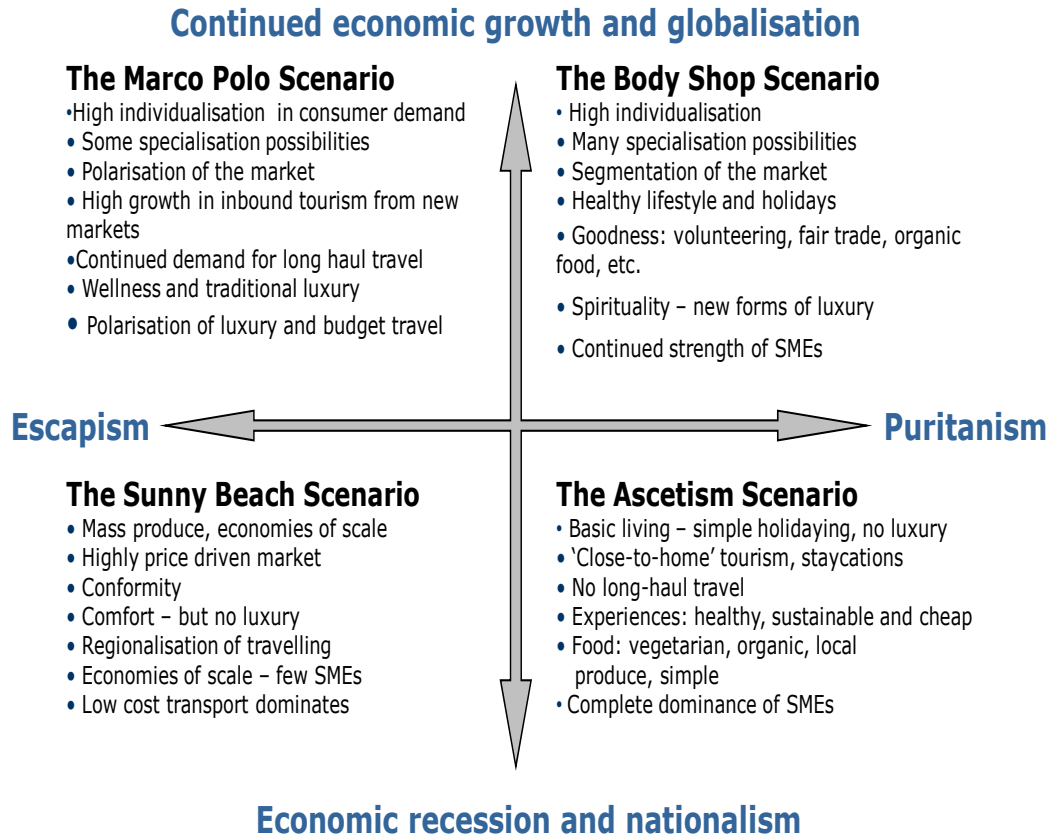 Continued economic growth and globalisation
The Marco Polo Scenario
•High individualisation in consumer demand
• Some specialisation possibilities
• Polarisation of the market
• High growth in inbound tourism from new
markets
•Continued demand for long haul travel
• Wellness and traditional luxury
• Polarisation of luxury and budget travel
The Body Shop Scenario
• High individualisation
• Many specialisation possibilities
• Segmentation of the market
• Healthy lifestyle and holidays
• Goodness: volunteering, fair trade, organic
food, etc.
• Spirituality – new forms of luxury
• Continued strength of SMEs
Escapism
Puritanism
The Sunny Beach Scenario
• Mass produce, economies of scale
• Highly price driven market
• Conformity
• Comfort – but no luxury
• Regionalisation of travelling
• Economies of scale – few SMEs
• Low cost transport dominates
The Ascetism Scenario
• Basic living – simple holidaying, no luxury
• ‘Close-to-home’ tourism, staycations
• No long-haul travel
• Experiences: healthy, sustainable and cheap
• Food: vegetarian, organic, local
produce, simple
• Complete dominance of SMEs
Economic recession and nationalism